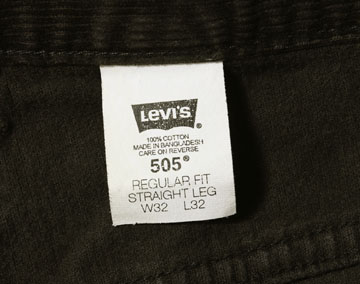 LEVI'S®
100% COTTON
MADE IN BANGLADESH
CARE ON REVERSE
505®
REGULAR FIT
STRAIGHT LEG
W32 L32